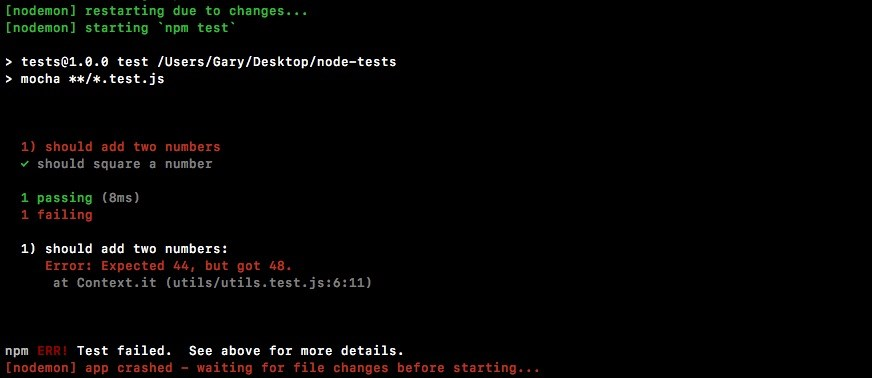 [nodemon] restarting due to changes...
[nodemon] starting `npm test`
> tests@1.0.0 test /Users/Gary/Desktop/node-tests
> mocha **/*.test.js
1) should add two numbers
✓ should square a number
1 passing (8ms)
1 failing
1) should add two numbers:
Error: Expected 44, but got 48.
at Context.it (utils/utils.test.js:6:11)
npm ERR! Test failed.  See above for more details.
[nodemon] app crashed - waiting for file changes before starting...